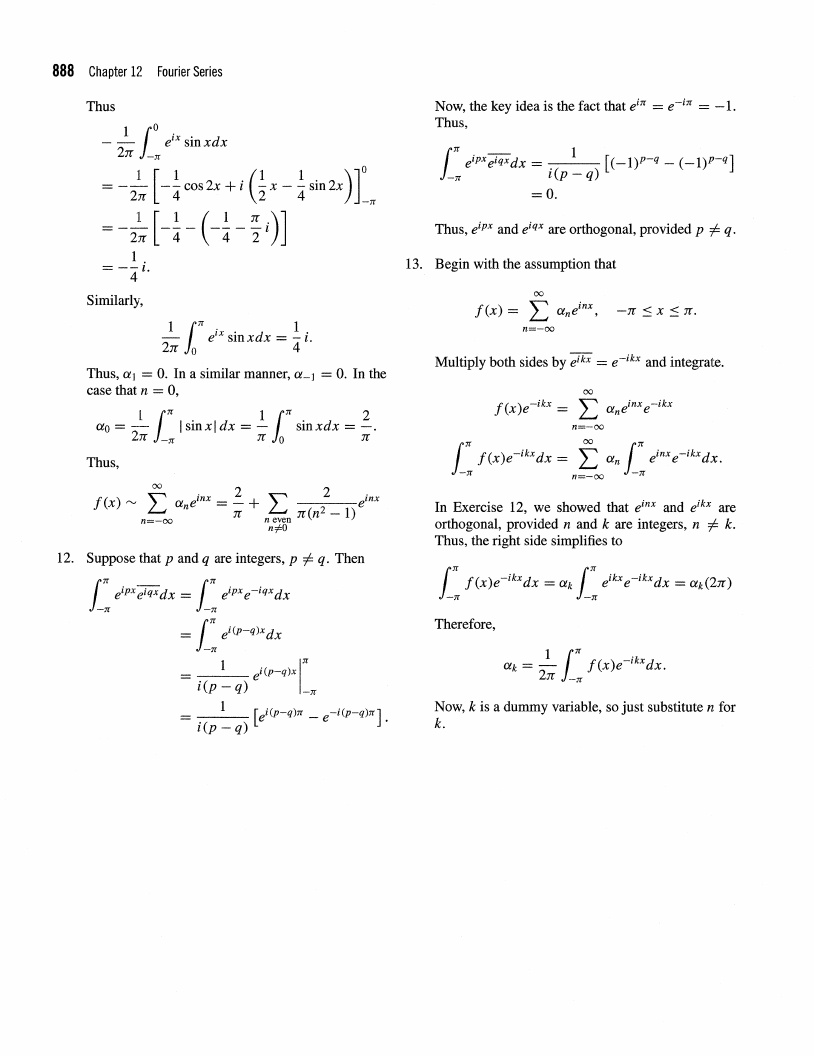 888 Chapter 12 Fourier Series
Thus
$-\frac{1}{2\pi}\int_{-\pi}^{0} e^{ix} \sin x dx$
$= -\frac{1}{2\pi}\left[-\frac{1}{4}\cos 2x + i\left(\frac{1}{2}x - \frac{1}{4}\sin 2x\right)\right]_{-\pi}^{0}$
$= -\frac{1}{2\pi}\left[-\frac{1}{4} - \left(-\frac{1}{4} - \frac{\pi}{2}i\right)\right]$
$= -\frac{1}{4}i.$
Similarly,
$\frac{1}{2\pi}\int_{0}^{\pi} e^{ix} \sin x dx = \frac{1}{4}i.$
Thus, $\alpha_1 = 0$. In a similar manner, $\alpha_{-1} = 0$. In the
case that $n = 0$,
$\alpha_0 = \frac{1}{2\pi}\int_{-\pi}^{\pi} |\sin x| dx = \frac{1}{\pi}\int_{0}^{\pi} \sin x dx = \frac{2}{\pi}.$
Thus,
$f(x) \sim \sum_{n=-\infty}^{\infty} \alpha_n e^{inx} = \frac{2}{\pi} + \sum_{\substack{n \text{ even} \\ n \neq 0}} \frac{2}{\pi(n^2 - 1)} e^{inx}$
12. Suppose that $p$ and $q$ are integers, $p \neq q$. Then
$\int_{-\pi}^{\pi} e^{ipx}\overline{e^{iqx}} dx = \int_{-\pi}^{\pi} e^{ipx} e^{-iqx} dx$
$= \int_{-\pi}^{\pi} e^{i(p-q)x} dx$
$= \frac{1}{i(p-q)} e^{i(p-q)x}\Big|_{-\pi}^{\pi}$
$= \frac{1}{i(p-q)}\left[e^{i(p-q)\pi} - e^{-i(p-q)\pi}\right].$
Now, the key idea is the fact that $e^{i\pi} = e^{-i\pi} = -1$.
Thus,
$\int_{-\pi}^{\pi} e^{ipx}\overline{e^{iqx}} dx = \frac{1}{i(p-q)}\left[(-1)^{p-q} - (-1)^{p-q}\right]$
$= 0.$
Thus, $e^{ipx}$ and $e^{iqx}$ are orthogonal, provided $p \neq q$.
13. Begin with the assumption that
$f(x) = \sum_{n=-\infty}^{\infty} \alpha_n e^{inx}, \quad -\pi \leq x \leq \pi.$
Multiply both sides by $\overline{e^{ikx}} = e^{-ikx}$ and integrate.
$f(x)e^{-ikx} = \sum_{n=-\infty}^{\infty} \alpha_n e^{inx} e^{-ikx}$
$\int_{-\pi}^{\pi} f(x)e^{-ikx} dx = \sum_{n=-\infty}^{\infty} \alpha_n \int_{-\pi}^{\pi} e^{inx} e^{-ikx} dx.$
In Exercise 12, we showed that $e^{inx}$ and $e^{ikx}$ are
orthogonal, provided $n$ and $k$ are integers, $n \neq k$.
Thus, the right side simplifies to
$\int_{-\pi}^{\pi} f(x)e^{-ikx} dx = \alpha_k \int_{-\pi}^{\pi} e^{ikx} e^{-ikx} dx = \alpha_k(2\pi)$
Therefore,
$\alpha_k = \frac{1}{2\pi}\int_{-\pi}^{\pi} f(x)e^{-ikx} dx.$
Now, $k$ is a dummy variable, so just substitute $n$ for
$k$.